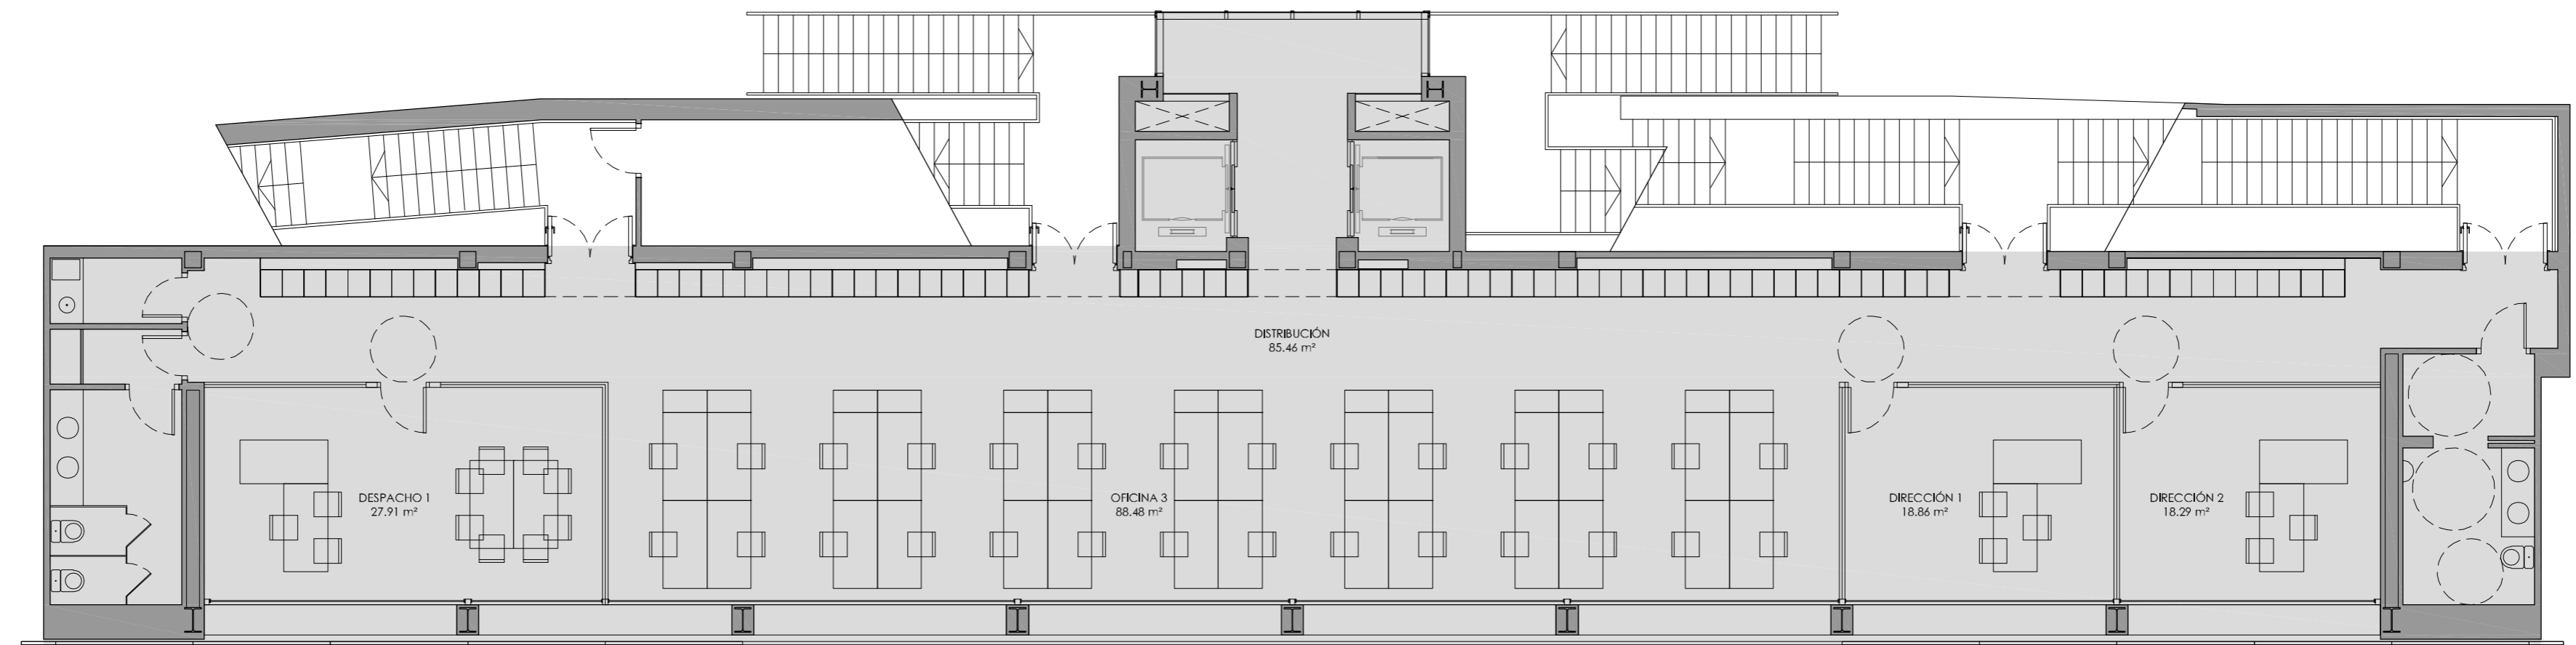 DISTRIBUCIÓN
85.46 m²
DESPACHO 1
27.91 m²
OFICINA 3
88.48 m²
DIRECCIÓN 1
18.86 m²
DIRECCIÓN 2
18.29 m²